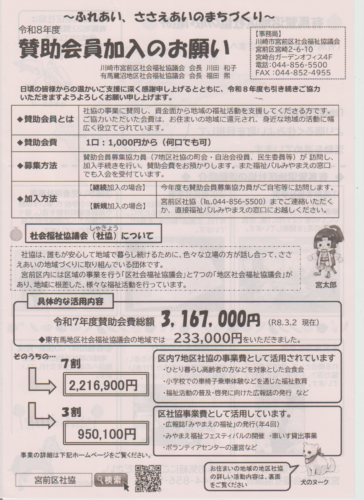 ～ふれあい、ささえあいのまちづくり～
令和8年度
賛助会員加入のお願い
川崎市宮前区社会福祉協議会 会長 川田 和子
有馬鷺沼地区社会福祉協議会 会長 福田
【事務局】
川崎市宮前区社会福祉協議会
宮前区宮崎2-6-10
宮崎台ガーデンオフィス4F
電話:044-856-5500
FAX:044-852-4955
日頃の皆様からの温かいご支援に深く感謝し申し上げるとともに、令和8年度も引き続きご協力
いただきますようよろしくお願い申し上げます。
◆賛助会員とは
社協の事業に賛同し、資金面から地域の福祉活動を支援してくださる方です。
ご協力いただいた会費は、お住まいの地域に還元され、身近な地域の活動に幅
広く役立てられています。
◆賛助会費
1口:1,000円から(何口でも可)
◆募集方法
賛助会員募集協力員(7地区社協の町会・自治会役員、民生委員等)が訪問し、
加入手続きを行い、賛助会費をお預かりします。また福祉パルみやまえの窓口
でも入会を受付ています。
◆加入方法
【継続加入の場合】
今年度も賛助会員募集協力員がご自宅等に訪問します。
【新規加入の場合】
宮前区社協(℡044-856-5500)までご連絡いただく
か、直接福祉パルみやまえの窓口にお越しください。
社会福祉協議会(社協)について
しゃきょう
社協は、誰もが安心して地域で暮らし続けるために、色々な立場の方が話し合って、ささ
えあいの地域づくりに取り組んでいる団体です。
宮前区内には区域の事業を行う「区社会福祉協議会」と7つの「地区社会福祉協議会」が
あり、地域に根差した、様々な福祉活動を行っています。
宮太郎
具体的な活用内容
令和7年度賛助会費総額 3,167,000円 (R8.3.2 現在)
◆東有馬地区社会福祉協議会の地域では 233,000円をいただきました。
そのうちの…
7割
2,216,900円
区内7地区社協の事業費として活用されています
・ひとり暮らし高齢者の方などを対象とした会食会
・小学校での車椅子乗車体験などを通じた福祉教育
・福祉活動の普及・啓発に向けた広報誌の発行 など
3割
950,100円
区社協事業費として活用しています。
・広報誌「みやまえの福祉」の発行(年4回)
・みやまえ福祉フェスティバルの開催 ・車いす貸出事業
・ボランティアセンターの運営など
事業の詳細は下記ホームページをご覧ください。
宮前区社協
検索
お住まいの地域の地区社協
の詳しい活動内容は、裏面
をご覧ください
犬のヌーク